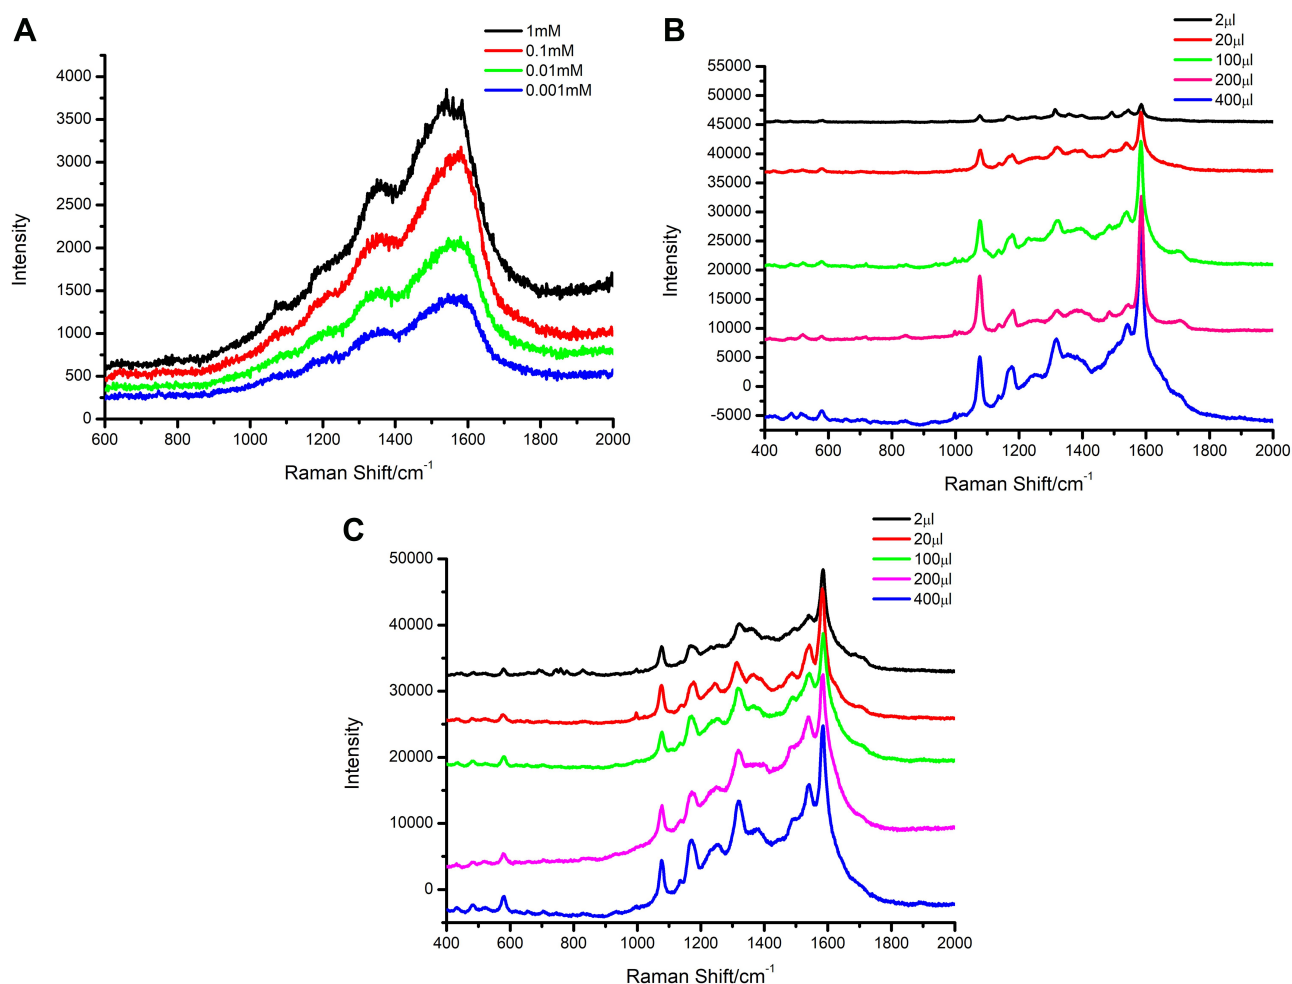 A
1mM
0.1mM
0.01mM
0.001mM
4000
3500
3000
2500
2000
1500
1000
500
0
Intensity
600 800 1000 1200 1400 1600 1800 2000
Raman Shift/cm-1
B
2μl
20μl
100μl
200μl
400μl
55000
50000
45000
40000
35000
30000
25000
20000
15000
10000
5000
0
-5000
Intensity
400 600 800 1000 1200 1400 1600 1800 2000
Raman Shift/cm-1
C
2μl
20μl
100μl
200μl
400μl
50000
40000
30000
20000
10000
0
Intensity
400 600 800 1000 1200 1400 1600 1800 2000
Raman Shift/cm-1